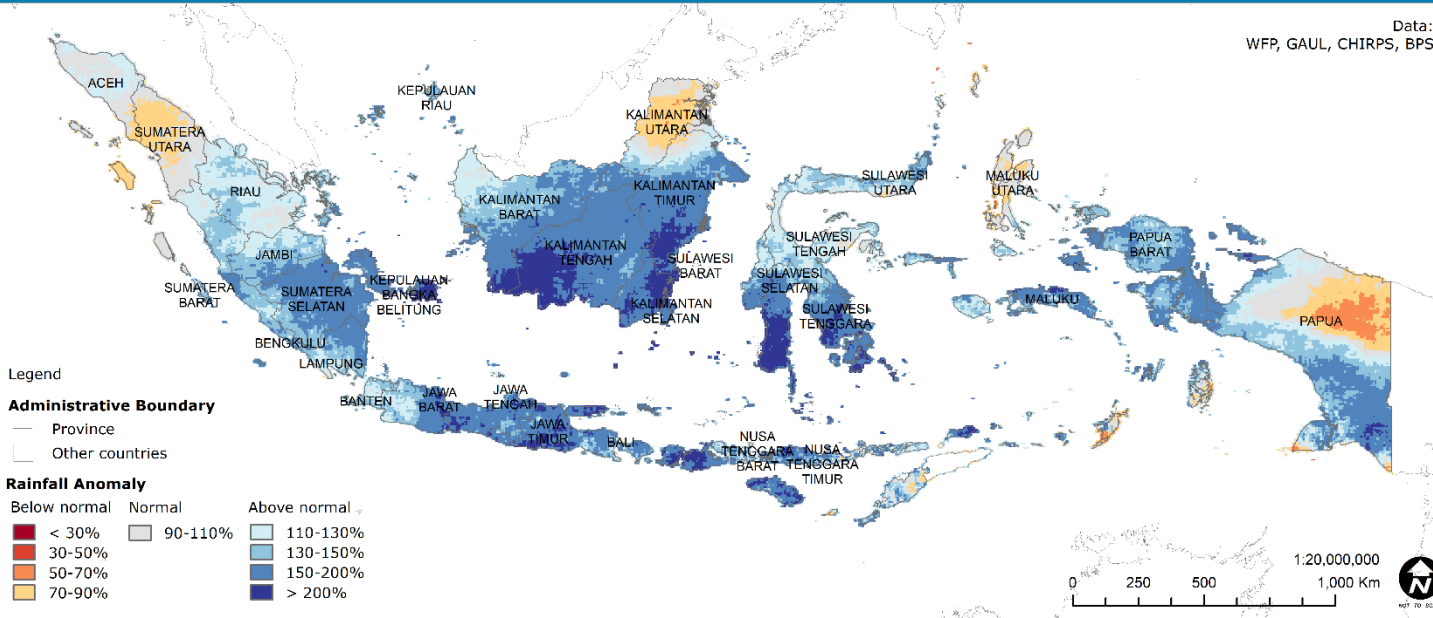 Data:
WFP, GAUL, CHIRPS, BPS
ACEH
SUMATERA
UTARA
RIAU
KEPULAUAN
RIAU
JAMBI
SUMATERA
BARAT
SUMATERA
SELATAN
KEPULAUAN
BANGKA
BELITUNG
BENGKULU
LAMPUNG
KALIMANTAN
UTARA
KALIMANTAN
BARAT
KALIMANTAN
TIMUR
KALIMANTAN
TENGAH
KALIMANTAN
SELATAN
SULAWESI
BARAT
SULAWESI
UTARA
SULAWESI
TENGAH
SULAWESI
SELATAN
SULAWESI
TENGGARA
MALUKU
UTARA
MALUKU
PAPUA
BARAT
PAPUA
BANTEN
JAWA
BARAT
JAWA
TENGAH
JAWA
TIMUR
BALI
NUSA
TENGGARA
BARAT
NUSA
TENGGARA
TIMUR
Legend
Administrative Boundary
Province
Other countries
Rainfall Anomaly
Below normal Normal Above normal
< 30% 90-110% 110-130%
30-50% 130-150%
50-70% 150-200%
70-90% > 200%
1:20,000,000
0 250 500 1,000 Km
N
NOT TO SCALE